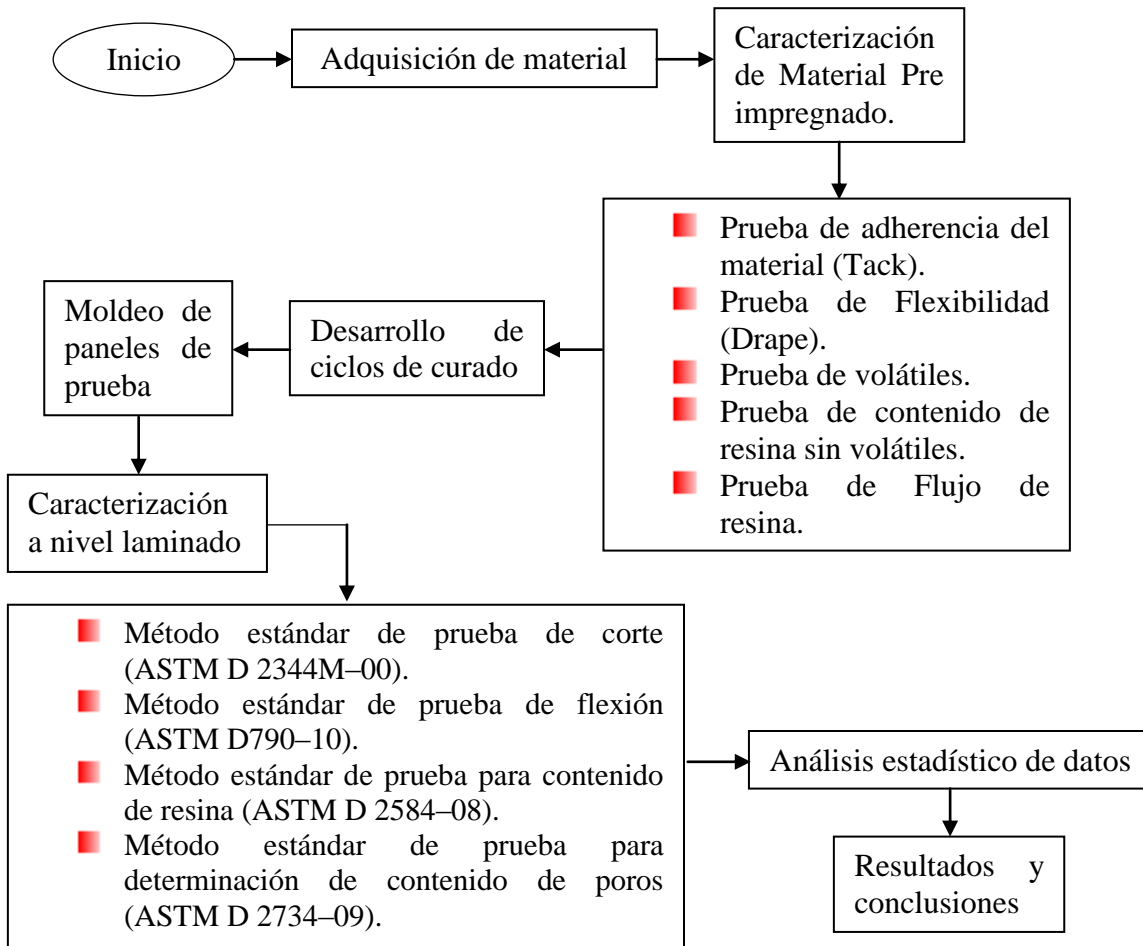 Inicio
Adquisición de material
Caracterización
de Material Pre
impregnado.
Prueba de adherencia del
material (Tack).
Prueba de Flexibilidad
(Drape).
Prueba de volátiles.
Prueba de contenido de
resina sin volátiles.
Prueba de Flujo de
resina.
Desarrollo de
ciclos de curado
Moldeo de
paneles de
prueba
Caracterización
a nivel laminado
Método estándar de prueba de corte
(ASTM D 2344M–00).
Método estándar de prueba de flexión
(ASTM D790–10).
Método estándar de prueba para contenido
de resina (ASTM D 2584–08).
Método estándar de prueba para
determinación de contenido de poros
(ASTM D 2734–09).
Análisis estadístico de datos
Resultados y
conclusiones